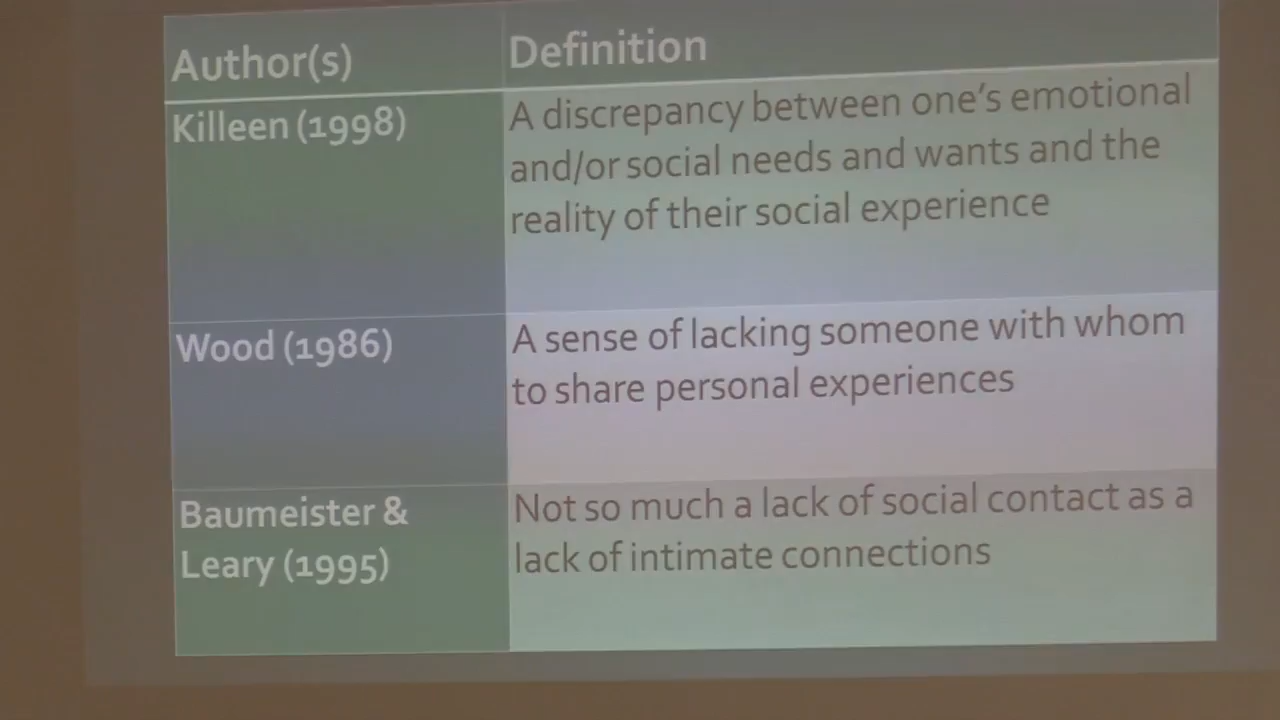 Author(s)
Definition
Killeen (1998)
A discrepancy between one's emotional
and/or social needs and wants and the
reality of their social experience
Wood (1986)
A sense of lacking someone with whom
to share personal experiences
Baumeister &
Leary (1995)
Not so much a lack of social contact as a
lack of intimate connections